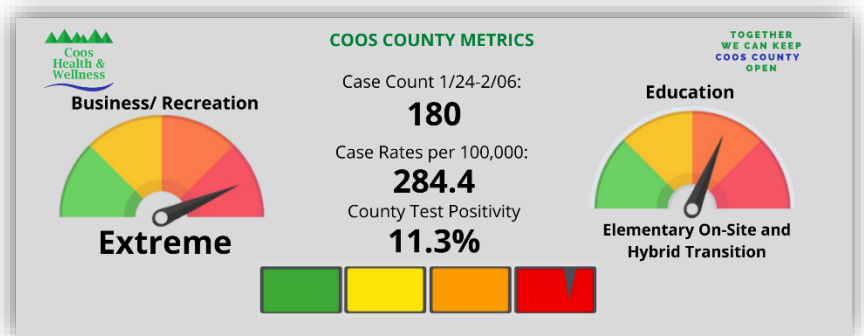 Coos
Health &
Wellness
COOS COUNTY METRICS
TOGETHER
WE CAN KEEP
COOS COUNTY
OPEN
Business/ Recreation
Extreme
Case Count 1/24-2/06:
180
Case Rates per 100,000:
284.4
County Test Positivity
11.3%
Education
Elementary On-Site and
Hybrid Transition